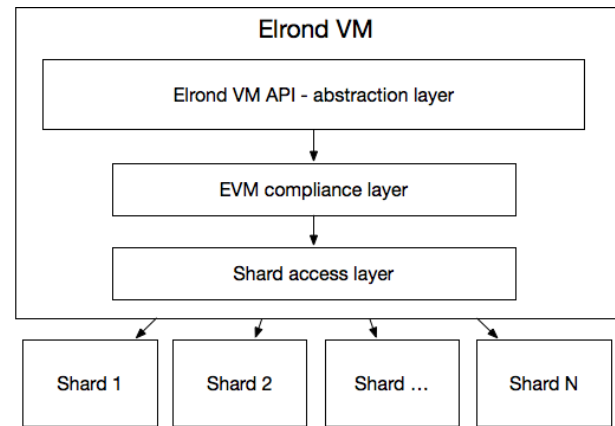 Elrond VM
Elrond VM API - abstraction layer
EVM compliance layer
Shard access layer
Shard 1
Shard 2
Shard ...
Shard N